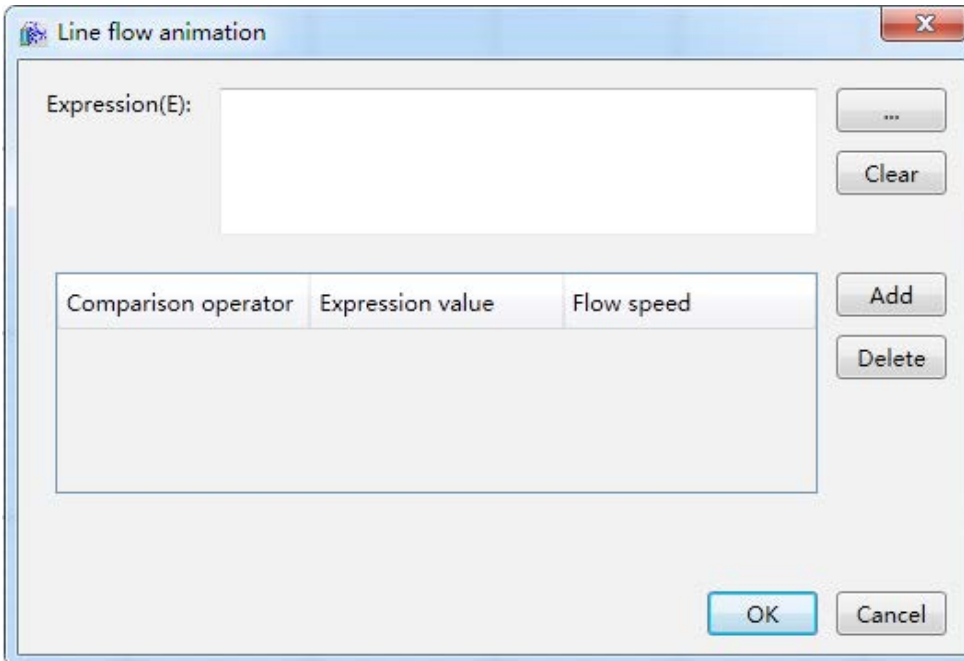 Line flow animation
Expression(E):
...
Clear
Comparison operator Expression value Flow speed
Add
Delete
OK Cancel